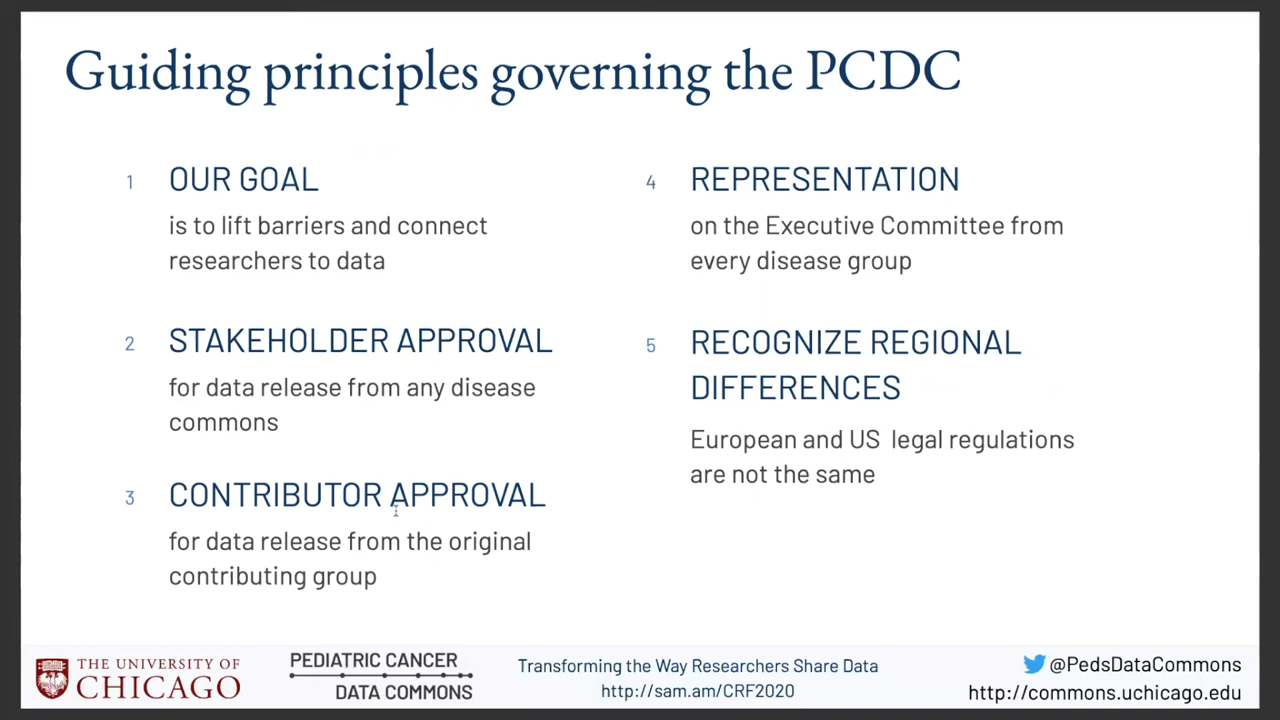 Guiding principles governing the PCDC
1
OUR GOAL
is to lift barriers and connect
researchers to data
2
STAKEHOLDER APPROVAL
for data release from any disease
commons
3
CONTRIBUTOR APPROVAL
for data release from the original
contributing group
4
REPRESENTATION
on the Executive Committee from
every disease group
5
RECOGNIZE REGIONAL
DIFFERENCES
European and US legal regulations
are not the same
THE UNIVERSITY OF
CHICAGO
PEDIATRIC CANCER
DATA COMMONS
Transforming the Way Researchers Share Data
http://sam.am/CRF2020
@PedsDataCommons
http://commons.uchicago.edu